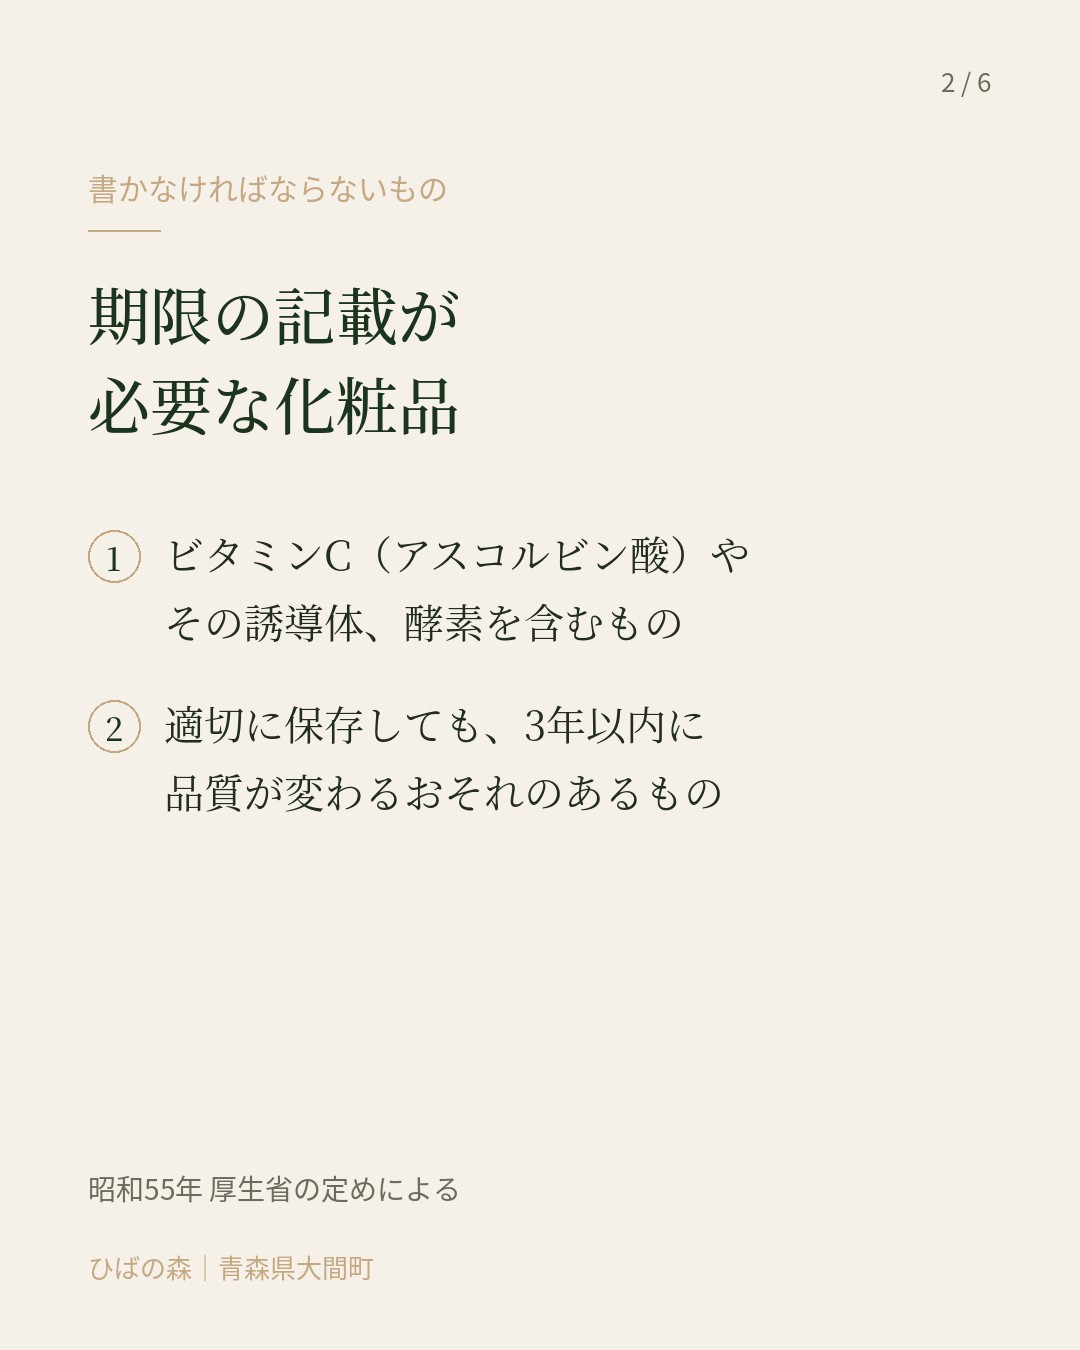 2 / 6
書かなければならないもの
期限の記載が
必要な化粧品
1 ビタミンC（アスコルビン酸）や
その誘導体、酵素を含むもの
2 適切に保存しても、3年以内に
品質が変わるおそれのあるもの
昭和55年 厚生省の定めによる
ひばの森｜青森県大間町